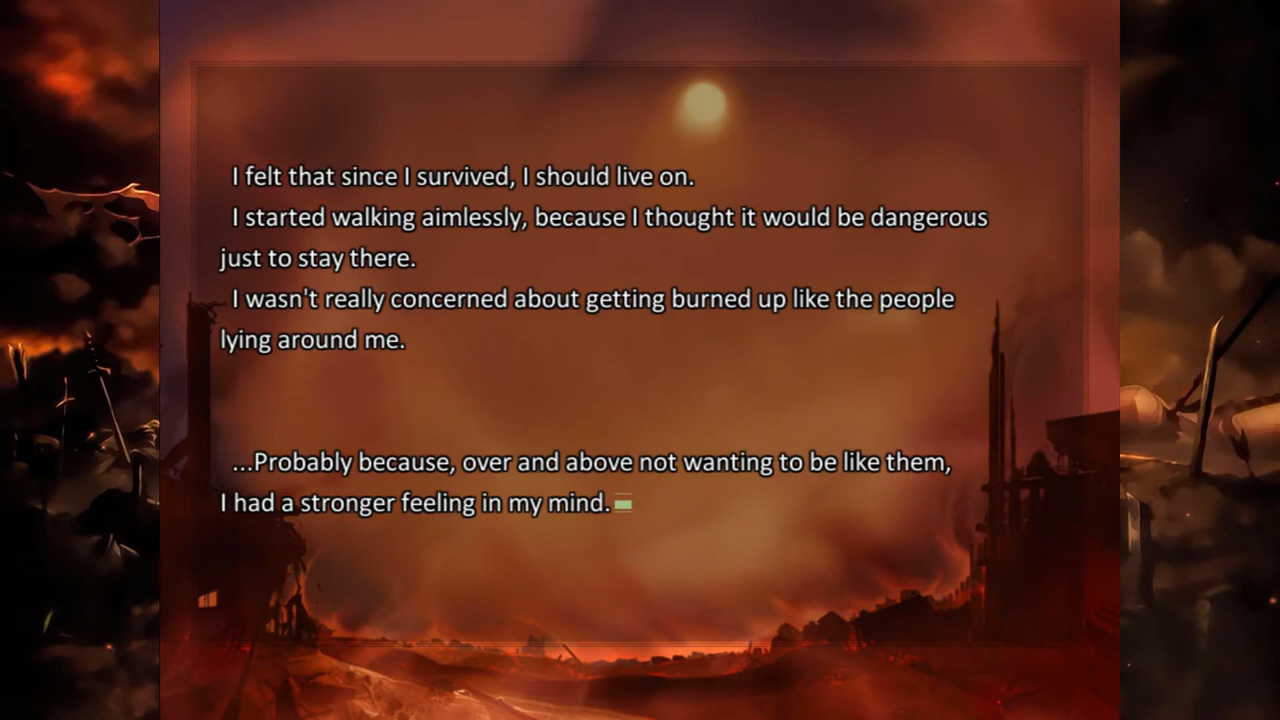 I felt that since I survived, I should live on.
I started walking aimlessly, because I thought it would be dangerous
just to stay there.
I wasn't really concerned about getting burned up like the people
lying around me.
...Probably because, over and above not wanting to be like them,
I had a stronger feeling in my mind.